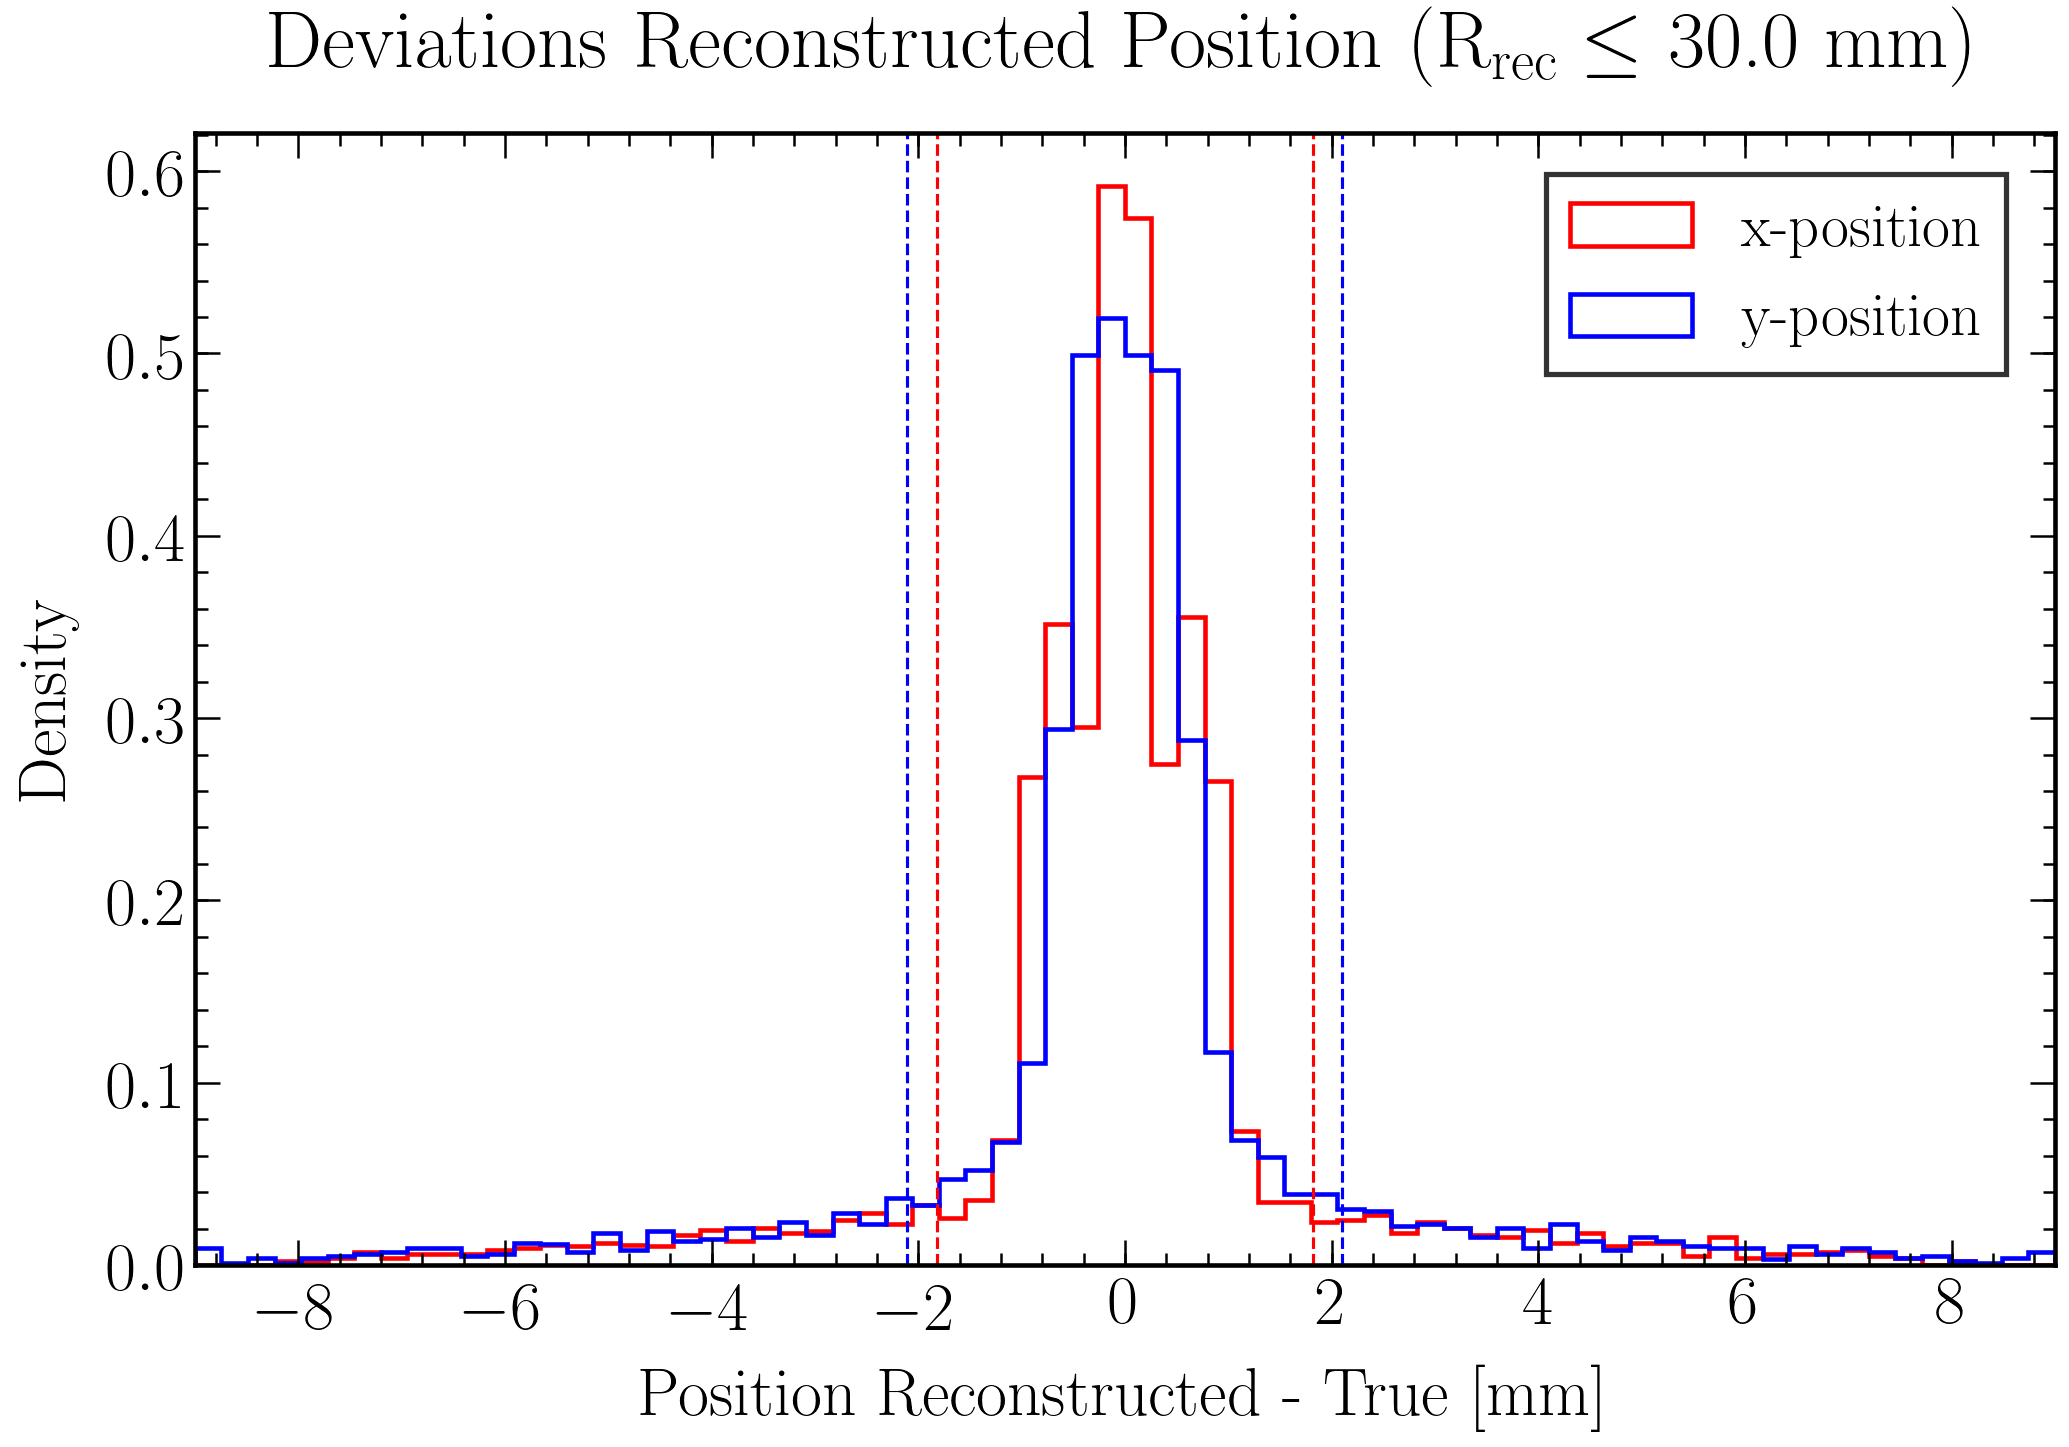 Deviations Reconstructed Position (R_rec ≤ 30.0 mm)
x-position
y-position
0.6
0.5
0.4
0.3
0.2
0.1
0.0
Density
−8 −6 −4 −2 0 2 4 6 8
Position Reconstructed - True [mm]